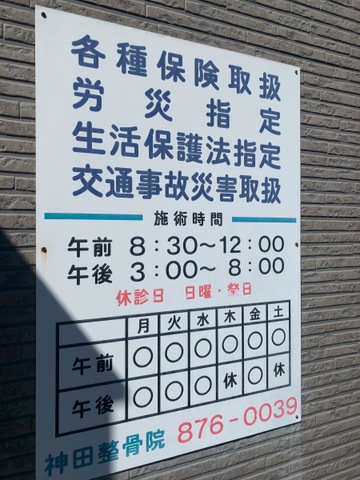 各種保険取扱
労災指定
生活保護法指定
交通事故災害取扱
施術時間
午前 8：30～12：00
午後 3：00～ 8：00
休診日 日曜・祭日
月 火 水 木 金 土
午前 ○ ○ ○ ○ ○ ○
午後 ○ ○ ○ 休 ○ 休
神田整骨院 876-0039